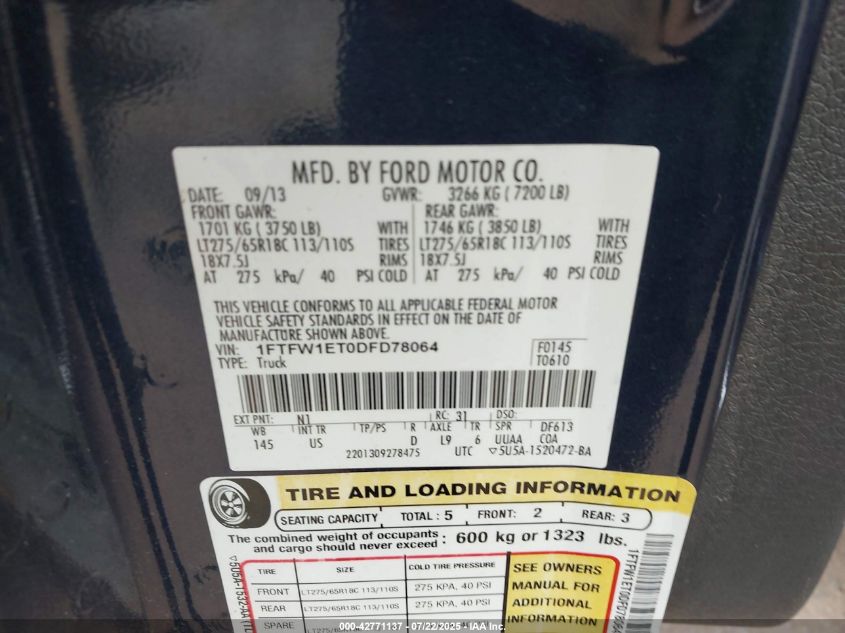 MFD. BY FORD MOTOR CO.
DATE: 09/13 GVWR: 3266 KG ( 7200 LB)
FRONT GAWR: REAR GAWR:
1701 KG ( 3750 LB) WITH 1746 KG ( 3850 LB) WITH
LT275/65R18C 113/110S TIRES LT275/65R18C 113/110S TIRES
18X7.5J RIMS 18X7.5J RIMS
AT 275 kPa/ 40 PSI COLD AT 275 kPa/ 40 PSI COLD
THIS VEHICLE CONFORMS TO ALL APPLICABLE FEDERAL MOTOR
VEHICLE SAFETY STANDARDS IN EFFECT ON THE DATE OF
MANUFACTURE SHOWN ABOVE.
VIN: 1FTFW1ET0DFD78064 F0145
TYPE: Truck T0610
EXT PNT: N1 RC: 31 DSO:
WB INT TR TP/PS R AXLE TR SPR DF613
145 US D L9 6 UUAA COA
2201309278475 UTC ▽5U5A-1520472-BA
TIRE AND LOADING INFORMATION
SEATING CAPACITY TOTAL : 5 FRONT: 2 REAR: 3
The combined weight of occupants
and cargo should never exceed : 600 kg or 1323 lbs.
TIRE SIZE COLD TIRE PRESSURE
FRONT LT275/65R18C 113/110S 275 KPA, 40 PSI
REAR LT275/65R18C 113/110S 275 KPA, 40 PSI
SPARE LT275/65R18C
SEE OWNERS
MANUAL FOR
ADDITIONAL
INFORMATION
000-42771137 - 07/22/2025 - IAA Inc.